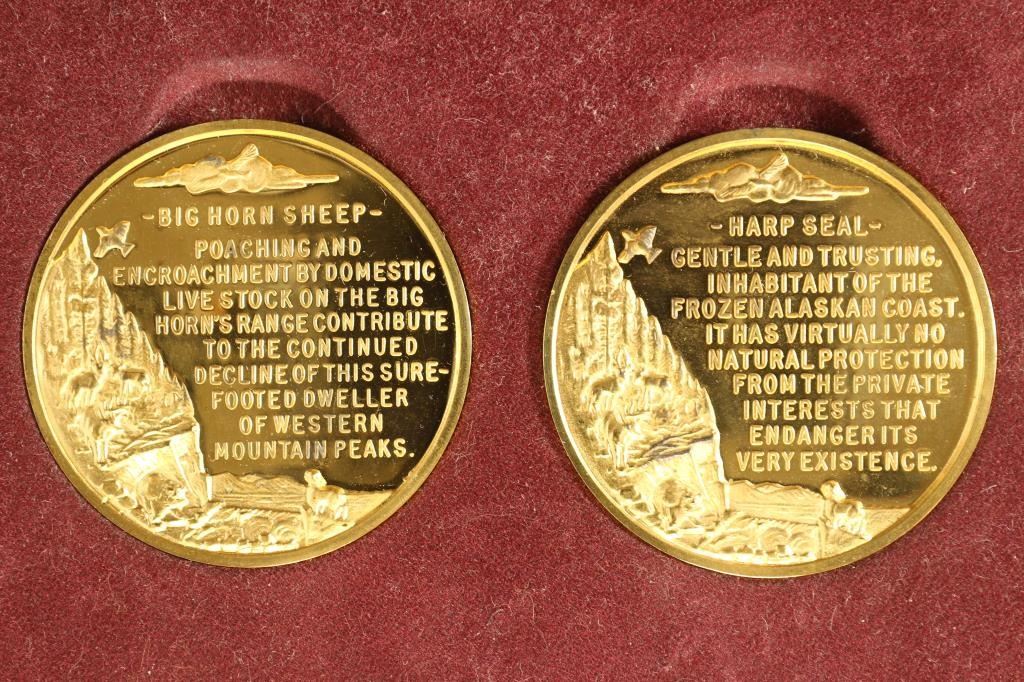 -BIG HORN SHEEP-
POACHING AND
ENCROACHMENT BY DOMESTIC
LIVE STOCK ON THE BIG
HORN'S RANGE CONTRIBUTE
TO THE CONTINUED
DECLINE OF THIS SURE-
FOOTED DWELLER
OF WESTERN
MOUNTAIN PEAKS.
-HARP SEAL-
GENTLE AND TRUSTING.
INHABITANT OF THE
FROZEN ALASKAN COAST.
IT HAS VIRTUALLY NO
NATURAL PROTECTION
FROM THE PRIVATE
INTERESTS THAT
ENDANGER ITS
VERY EXISTENCE.